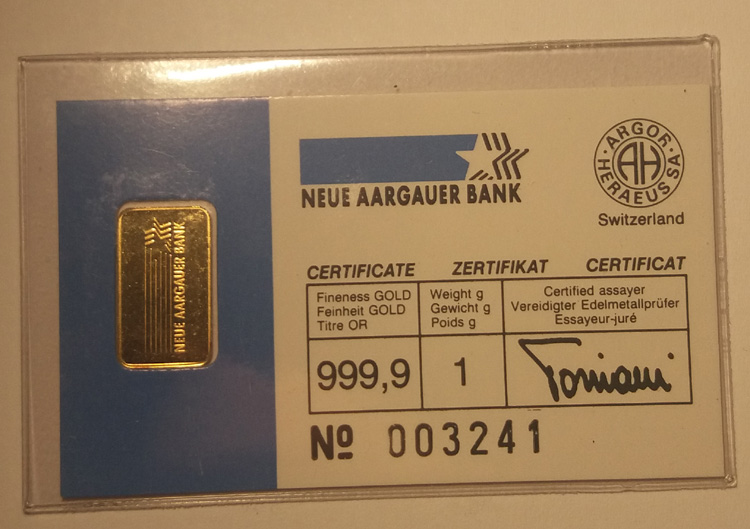 NEUE AARGAUER BANK
NEUE AARGAUER BANK
ARGOR · HERAEUS SA ·
AH
Switzerland
CERTIFICATE ZERTIFIKAT CERTIFICAT
Fineness GOLD
Feinheit GOLD
Titre OR
Weight g
Gewicht g
Poids g
Certified assayer
Vereidigter Edelmetallprüfer
Essayeur-juré
999,9
1
Nº 003241